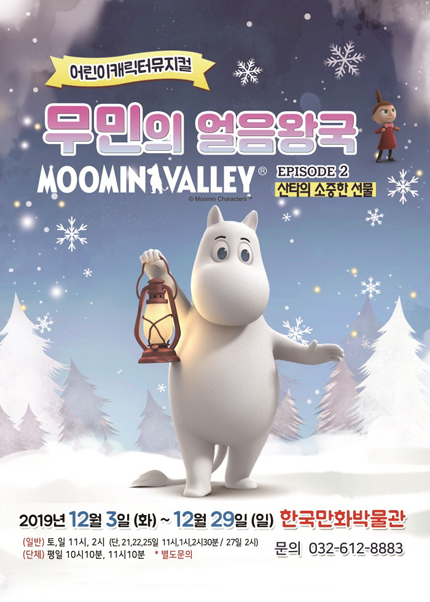 어린이캐릭터뮤지컬
무민의 얼음왕국
MOOMINVALLEY®
EPISODE 2
산타의 소중한 선물
© Moomin Characters
2019년 12월 3일 (화) ~ 12월 29일 (일) 한국만화박물관
(일반) 토,일 11시, 2시 (단, 21,22,25일 11시,1시,2시30분 / 27일 2시)
(단체) 평일 10시10분, 11시10분 * 별도문의
문의 032-612-8883